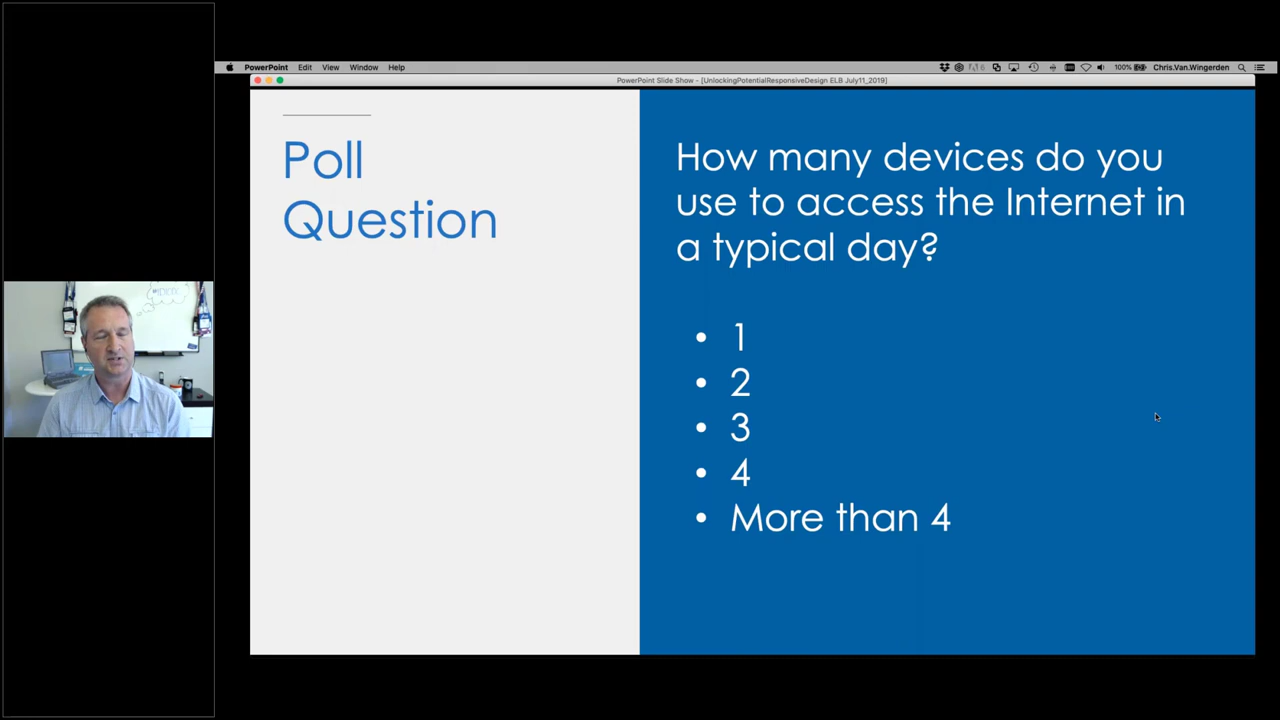 PowerPoint Edit View Window Help
100% Chris.Van.Wingerden
PowerPoint Slide Show - [UnlockingPotentialResponsiveDesign ELB July11_2019]
Poll
Question
How many devices do you
use to access the Internet in
a typical day?
• 1
• 2
• 3
• 4
• More than 4